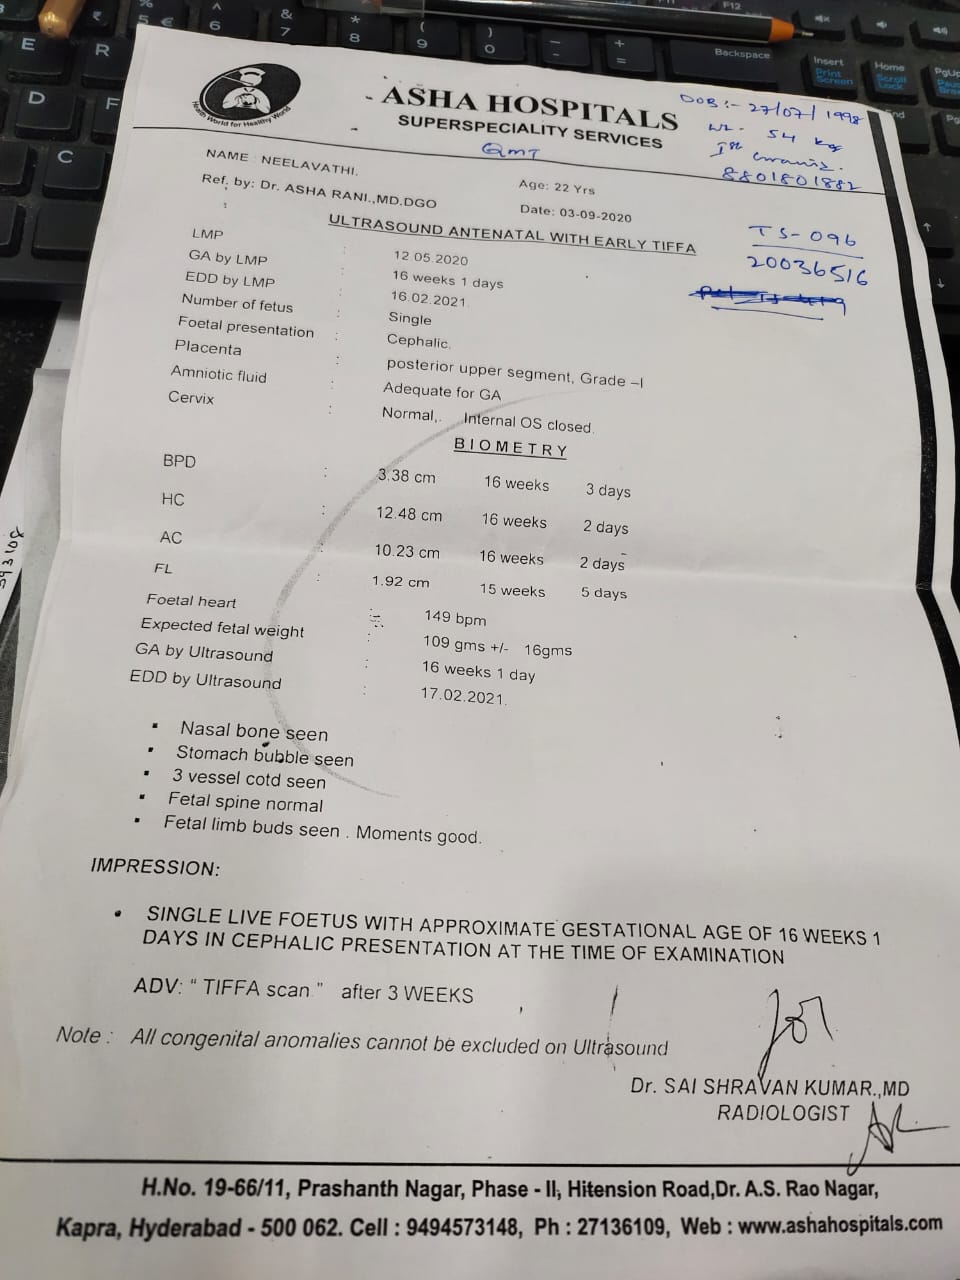 Health World for Healthy World
ASHA HOSPITALS
SUPERSPECIALITY SERVICES
QMT
DOB :- 27/07/1998
wt- 54 kg
8801801882
NAME : NEELAVATHI.
Age: 22 Yrs
Ref. by: Dr. ASHA RANI.,MD.DGO
Date: 03-09-2020
TS-096
20036516
ULTRASOUND ANTENATAL WITH EARLY TIFFA
LMP : 12.05.2020
GA by LMP : 16 weeks 1 days
EDD by LMP : 16.02.2021.
Number of fetus : Single
Foetal presentation : Cephalic.
Placenta : posterior upper segment, Grade –I
Amniotic fluid : Adequate for GA
Cervix : Normal,. Internal OS closed.
BIOMETRY
BPD : 3.38 cm 16 weeks 3 days
HC : 12.48 cm 16 weeks 2 days
AC : 10.23 cm 16 weeks 2 days
FL : 1.92 cm 15 weeks 5 days
Foetal heart : 149 bpm
Expected fetal weight : 109 gms +/- 16gms
GA by Ultrasound : 16 weeks 1 day
EDD by Ultrasound : 17.02.2021.
▪ Nasal bone seen
▪ Stomach bubble seen
▪ 3 vessel cotd seen
▪ Fetal spine normal
▪ Fetal limb buds seen . Moments good.
IMPRESSION:
• SINGLE LIVE FOETUS WITH APPROXIMATE GESTATIONAL AGE OF 16 WEEKS 1
DAYS IN CEPHALIC PRESENTATION AT THE TIME OF EXAMINATION
ADV: “ TIFFA scan ” after 3 WEEKS
Note : All congenital anomalies cannot be excluded on Ultrasound
Dr. SAI SHRAVAN KUMAR.,MD
RADIOLOGIST
H.No. 19-66/11, Prashanth Nagar, Phase - II, Hitension Road,Dr. A.S. Rao Nagar,
Kapra, Hyderabad - 500 062. Cell : 9494573148, Ph : 27136109, Web : www.ashahospitals.com